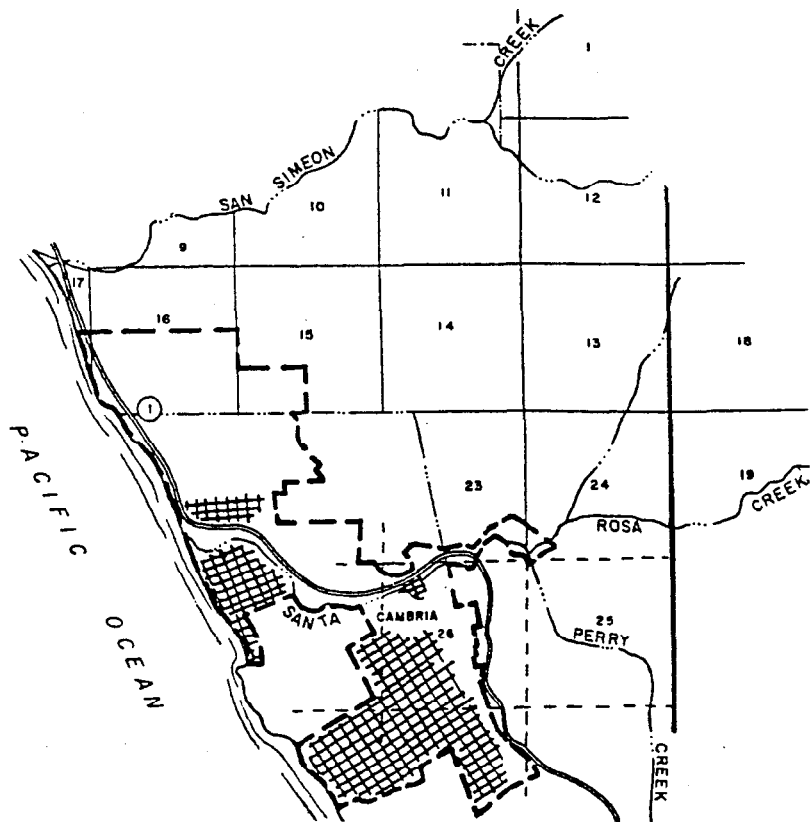 1
CREEK
SAN SIMEON
11
12
10
9
17
16
15
14
13
18
1
PACIFIC OCEAN
23
24
19
CREEK
ROSA
SANTA
CAMBRIA
26
25
PERRY
CREEK